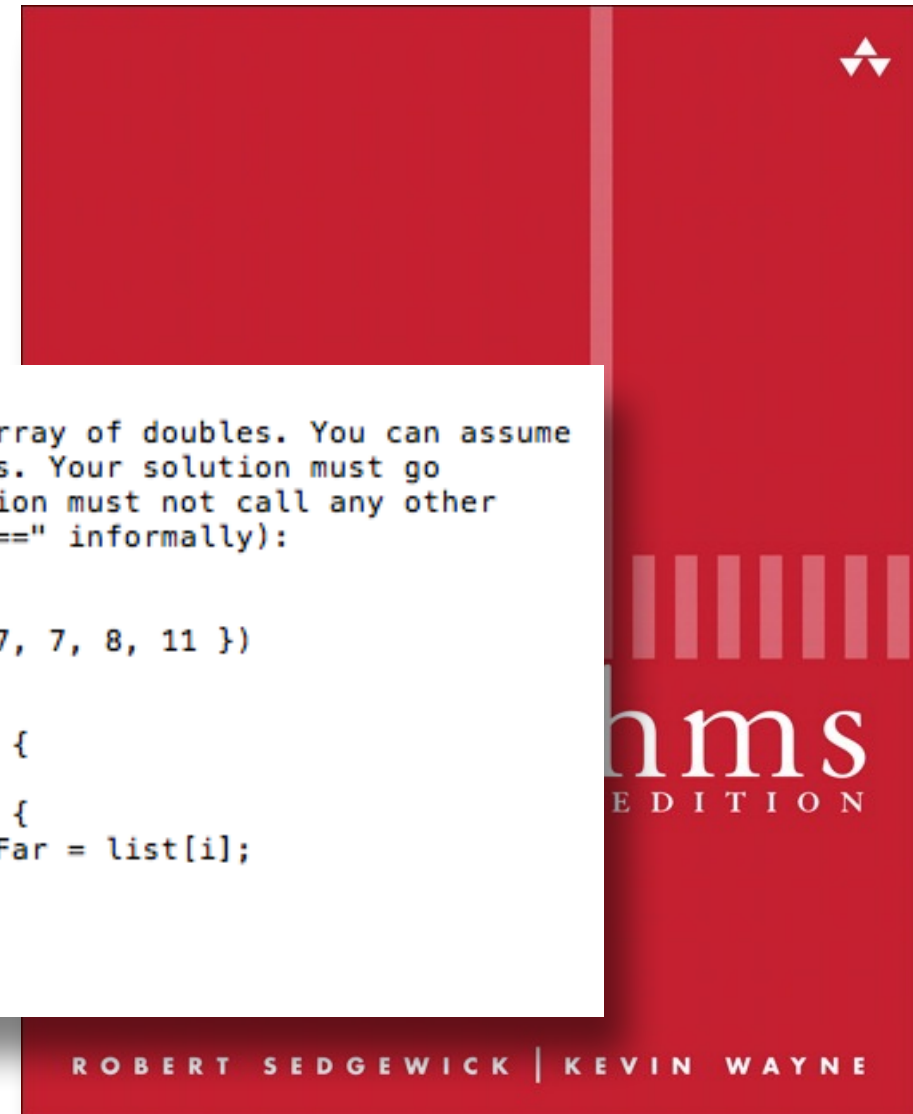 rray of doubles. You can assume
s. Your solution must go
ion must not call any other
==" informally):
7, 7, 8, 11 })
{
{
Far = list[i];
hms
EDITION
ROBERT SEDGEWICK | KEVIN WAYNE